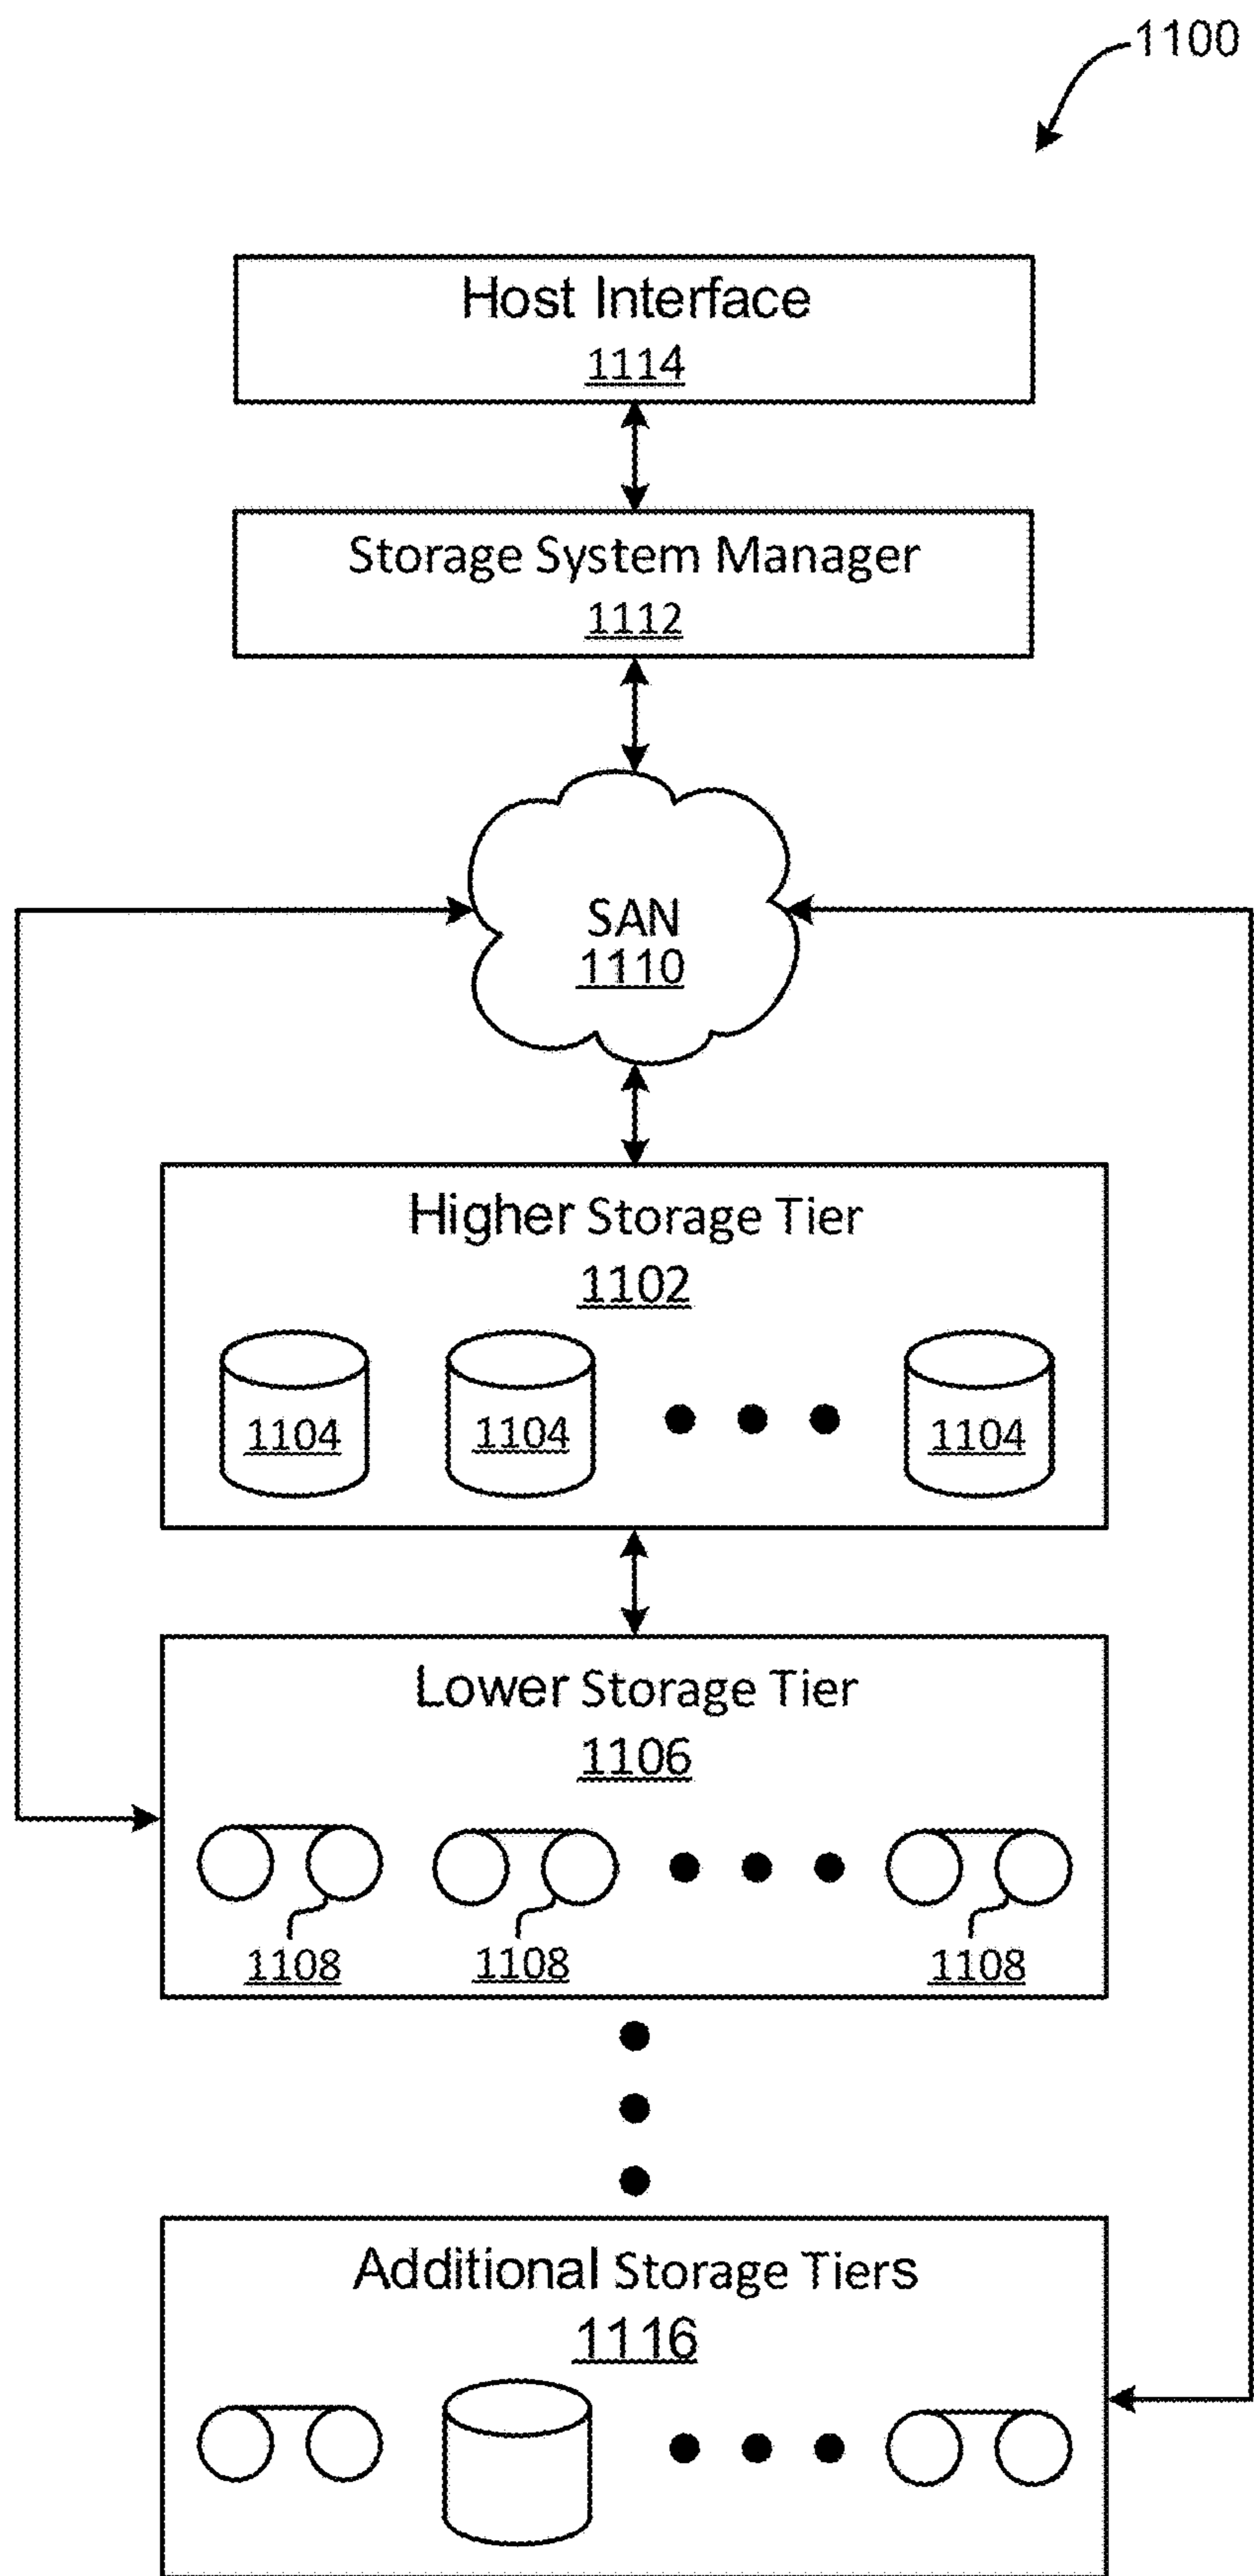 1100
Host Interface
1114
Storage System Manager
1112
SAN
1110
Higher Storage Tier
1102
1104 1104 1104
Lower Storage Tier
1106
1108 1108 1108
Additional Storage Tiers
1116